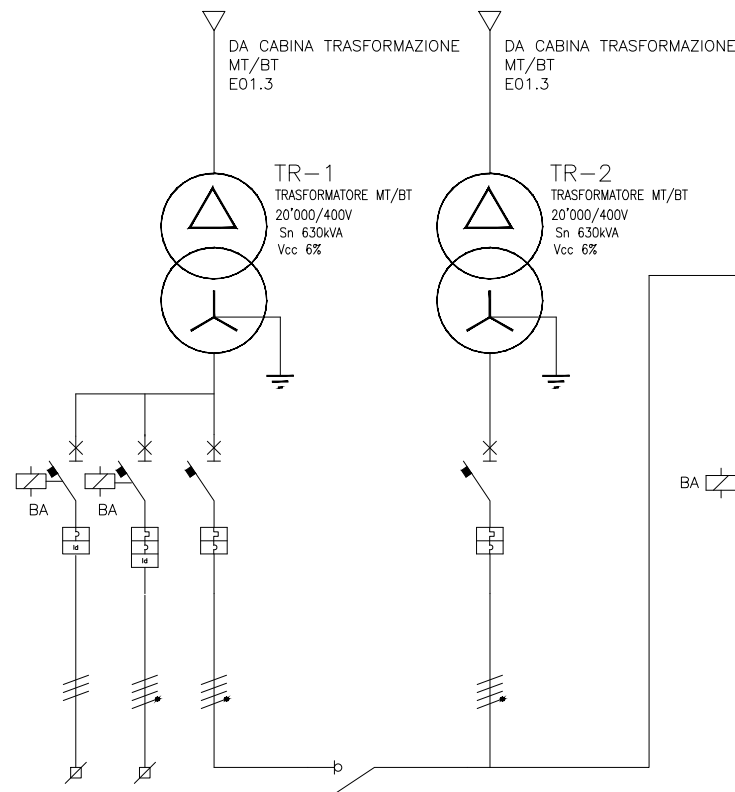 DA CABINA TRASFORMAZIONE
MT/BT
E01.3
DA CABINA TRASFORMAZIONE
MT/BT
E01.3
TR-1
TRASFORMATORE MT/BT
20'000/400V
Sn 630kVA
Vcc 6%
TR-2
TRASFORMATORE MT/BT
20'000/400V
Sn 630kVA
Vcc 6%
BA
BA
BA
Id
Id